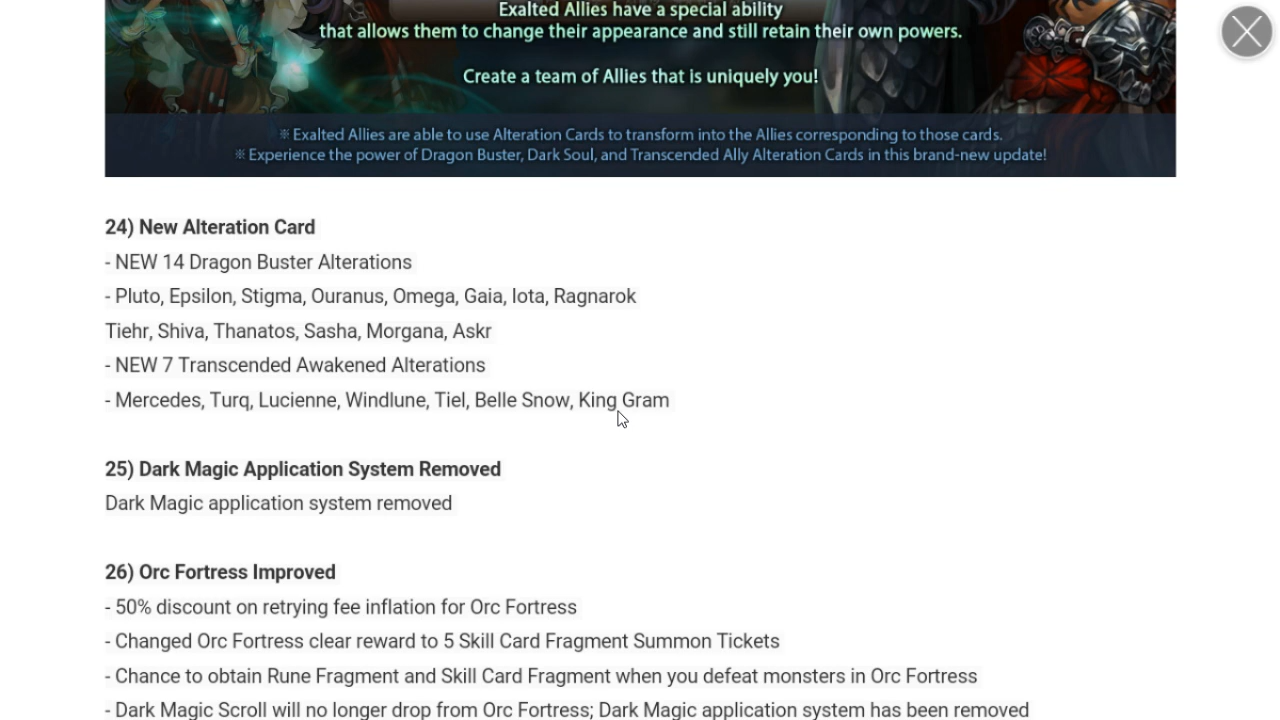 Exalted Allies have a special ability
that allows them to change their appearance and still retain their own powers.
Create a team of Allies that is uniquely you!
※ Exalted Allies are able to use Alteration Cards to transform into the Allies corresponding to those cards.
※ Experience the power of Dragon Buster, Dark Soul, and Transcended Ally Alteration Cards in this brand-new update!
24) New Alteration Card
- NEW 14 Dragon Buster Alterations
- Pluto, Epsilon, Stigma, Ouranus, Omega, Gaia, Iota, Ragnarok
Tiehr, Shiva, Thanatos, Sasha, Morgana, Askr
- NEW 7 Transcended Awakened Alterations
- Mercedes, Turq, Lucienne, Windlune, Tiel, Belle Snow, King Gram
25) Dark Magic Application System Removed
Dark Magic application system removed
26) Orc Fortress Improved
- 50% discount on retrying fee inflation for Orc Fortress
- Changed Orc Fortress clear reward to 5 Skill Card Fragment Summon Tickets
- Chance to obtain Rune Fragment and Skill Card Fragment when you defeat monsters in Orc Fortress
- Dark Magic Scroll will no longer drop from Orc Fortress; Dark Magic application system has been removed